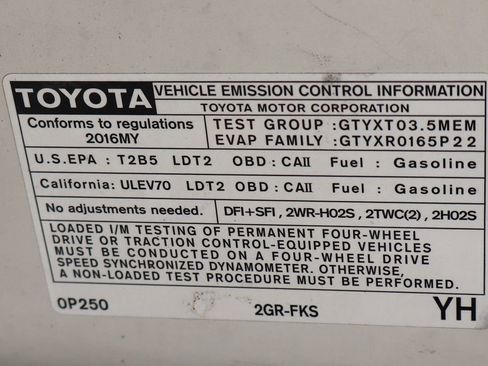 TOYOTA VEHICLE EMISSION CONTROL INFORMATION
TOYOTA MOTOR CORPORATION
Conforms to regulations
2016MY
TEST GROUP :GTYXT03.5MEM
EVAP FAMILY :GTYXR0165P22
U.S.EPA : T2B5 LDT2 OBD : CAII Fuel : Gasoline
California: ULEV70 LDT2 OBD : CAII Fuel : Gasoline
No adjustments needed. DFI+SFI, 2WR-HO2S, 2TWC(2), 2HO2S
LOADED I/M TESTING OF PERMANENT FOUR-WHEEL
DRIVE OR TRACTION CONTROL-EQUIPPED VEHICLES
MUST BE CONDUCTED ON A FOUR-WHEEL DRIVE
SPEED SYNCHRONIZED DYNAMOMETER. OTHERWISE,
A NON-LOADED TEST PROCEDURE MUST BE PERFORMED.
0P250 2GR-FKS YH